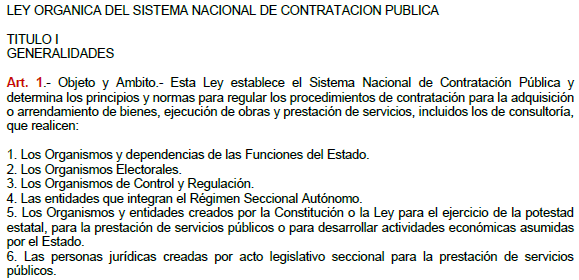 LEY ORGANICA DEL SISTEMA NACIONAL DE CONTRATACION PUBLICA
TITULO I
GENERALIDADES
Art. 1.- Objeto y Ambito.- Esta Ley establece el Sistema Nacional de Contratación Pública y
determina los principios y normas para regular los procedimientos de contratación para la adquisición
o arrendamiento de bienes, ejecución de obras y prestación de servicios, incluidos los de consultoría,
que realicen:
1. Los Organismos y dependencias de las Funciones del Estado.
2. Los Organismos Electorales.
3. Los Organismos de Control y Regulación.
4. Las entidades que integran el Régimen Seccional Autónomo.
5. Los Organismos y entidades creados por la Constitución o la Ley para el ejercicio de la potestad
estatal, para la prestación de servicios públicos o para desarrollar actividades económicas asumidas
por el Estado.
6. Las personas jurídicas creadas por acto legislativo seccional para la prestación de servicios
públicos.